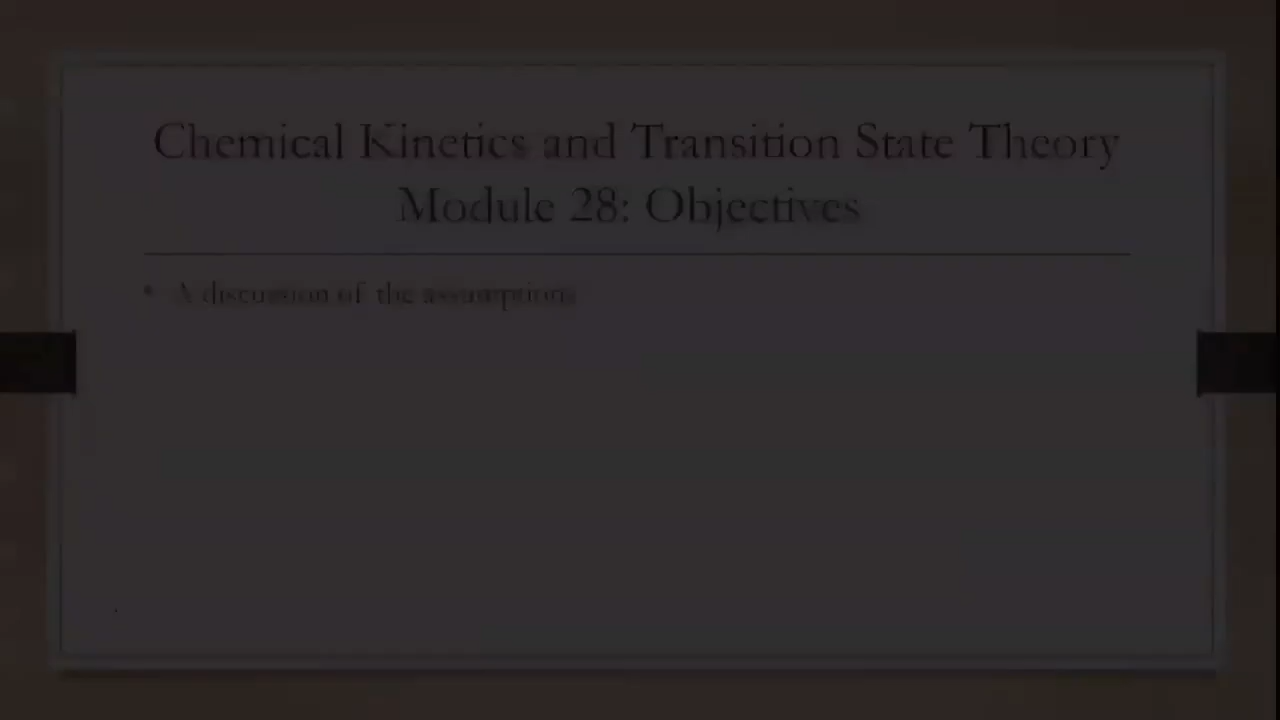 Chemical Kinetics and Transition State Theory
Module 28: Objectives
• A discussion of the assumptions